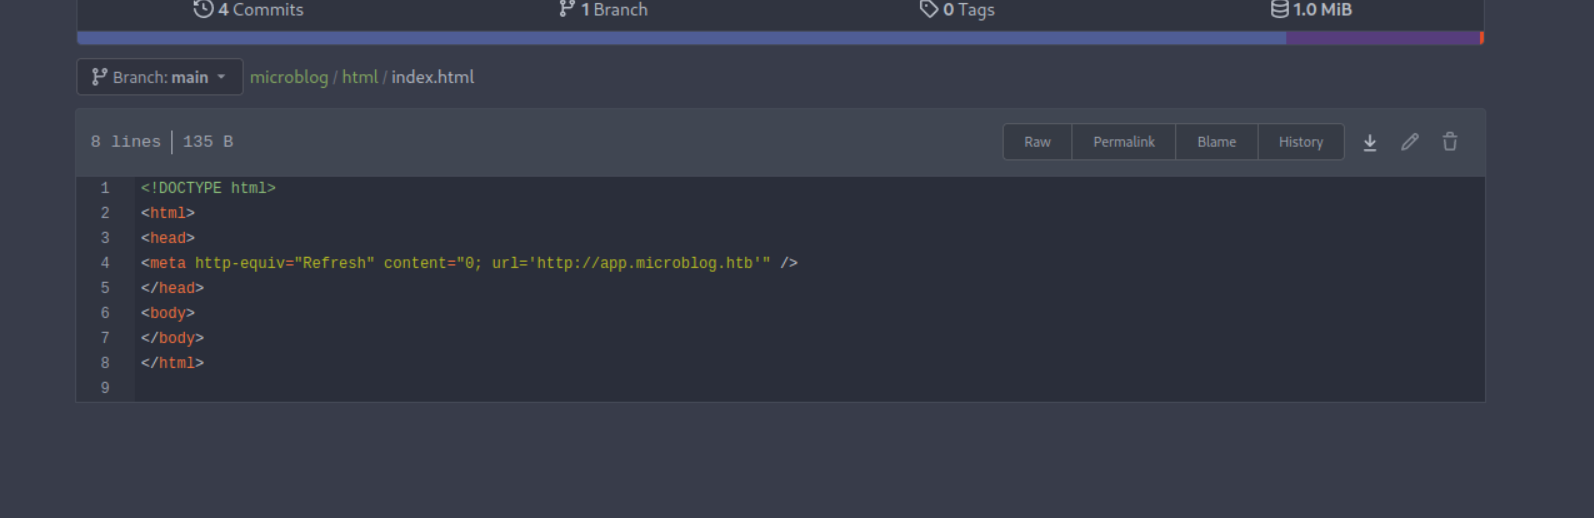 4 Commits 1 Branch 0 Tags 1.0 MiB
Branch: main microblog / html / index.html
8 lines 135 B Raw Permalink Blame History
1 <!DOCTYPE html>
2 <html>
3 <head>
4 <meta http-equiv="Refresh" content="0; url='http://app.microblog.htb'" />
5 </head>
6 <body>
7 </body>
8 </html>
9